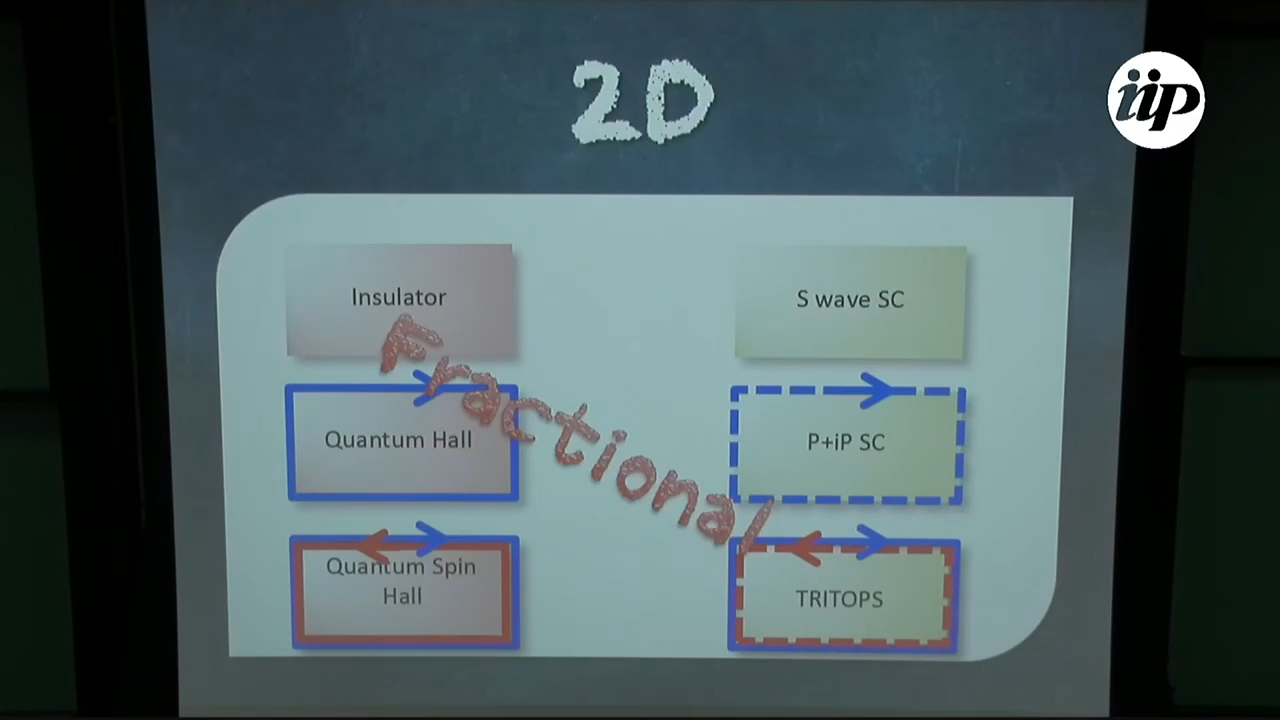 2D
iip
Insulator
S wave SC
Fractional
Quantum Hall
P+iP SC
Quantum Spin
Hall
TRITOPS